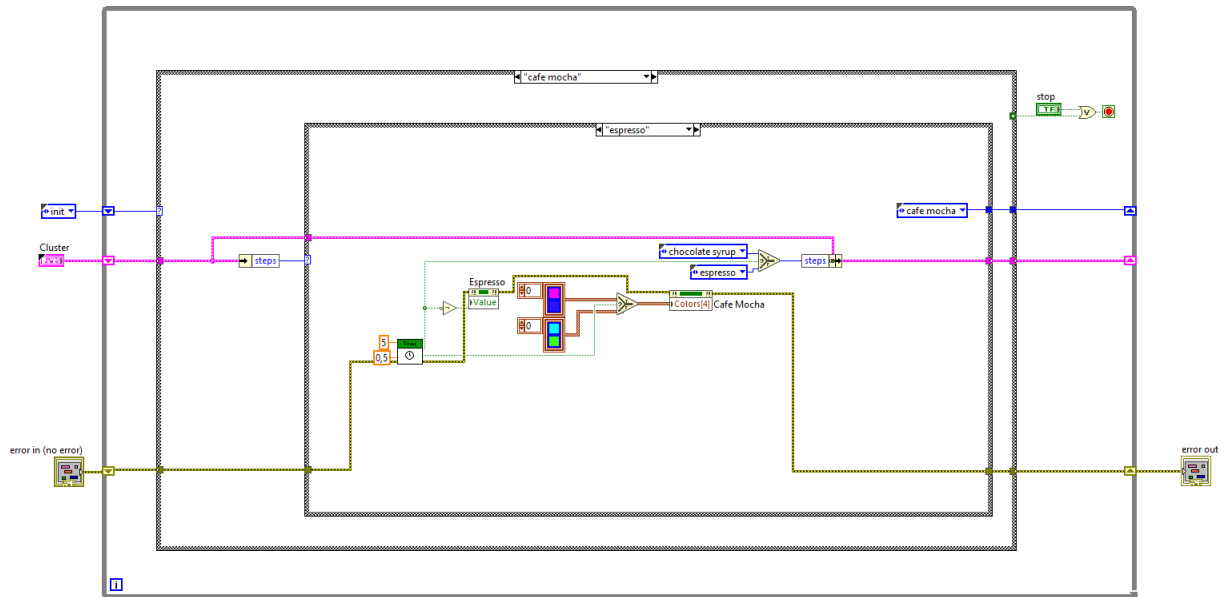 "cafe mocha"
stop
TF
"espresso"
init
cafe mocha
Cluster
steps
chocolate syrup
espresso
steps
Espresso
Value
0
Colors[4]
Cafe Mocha
0
5
0,5
error in (no error)
error out
i